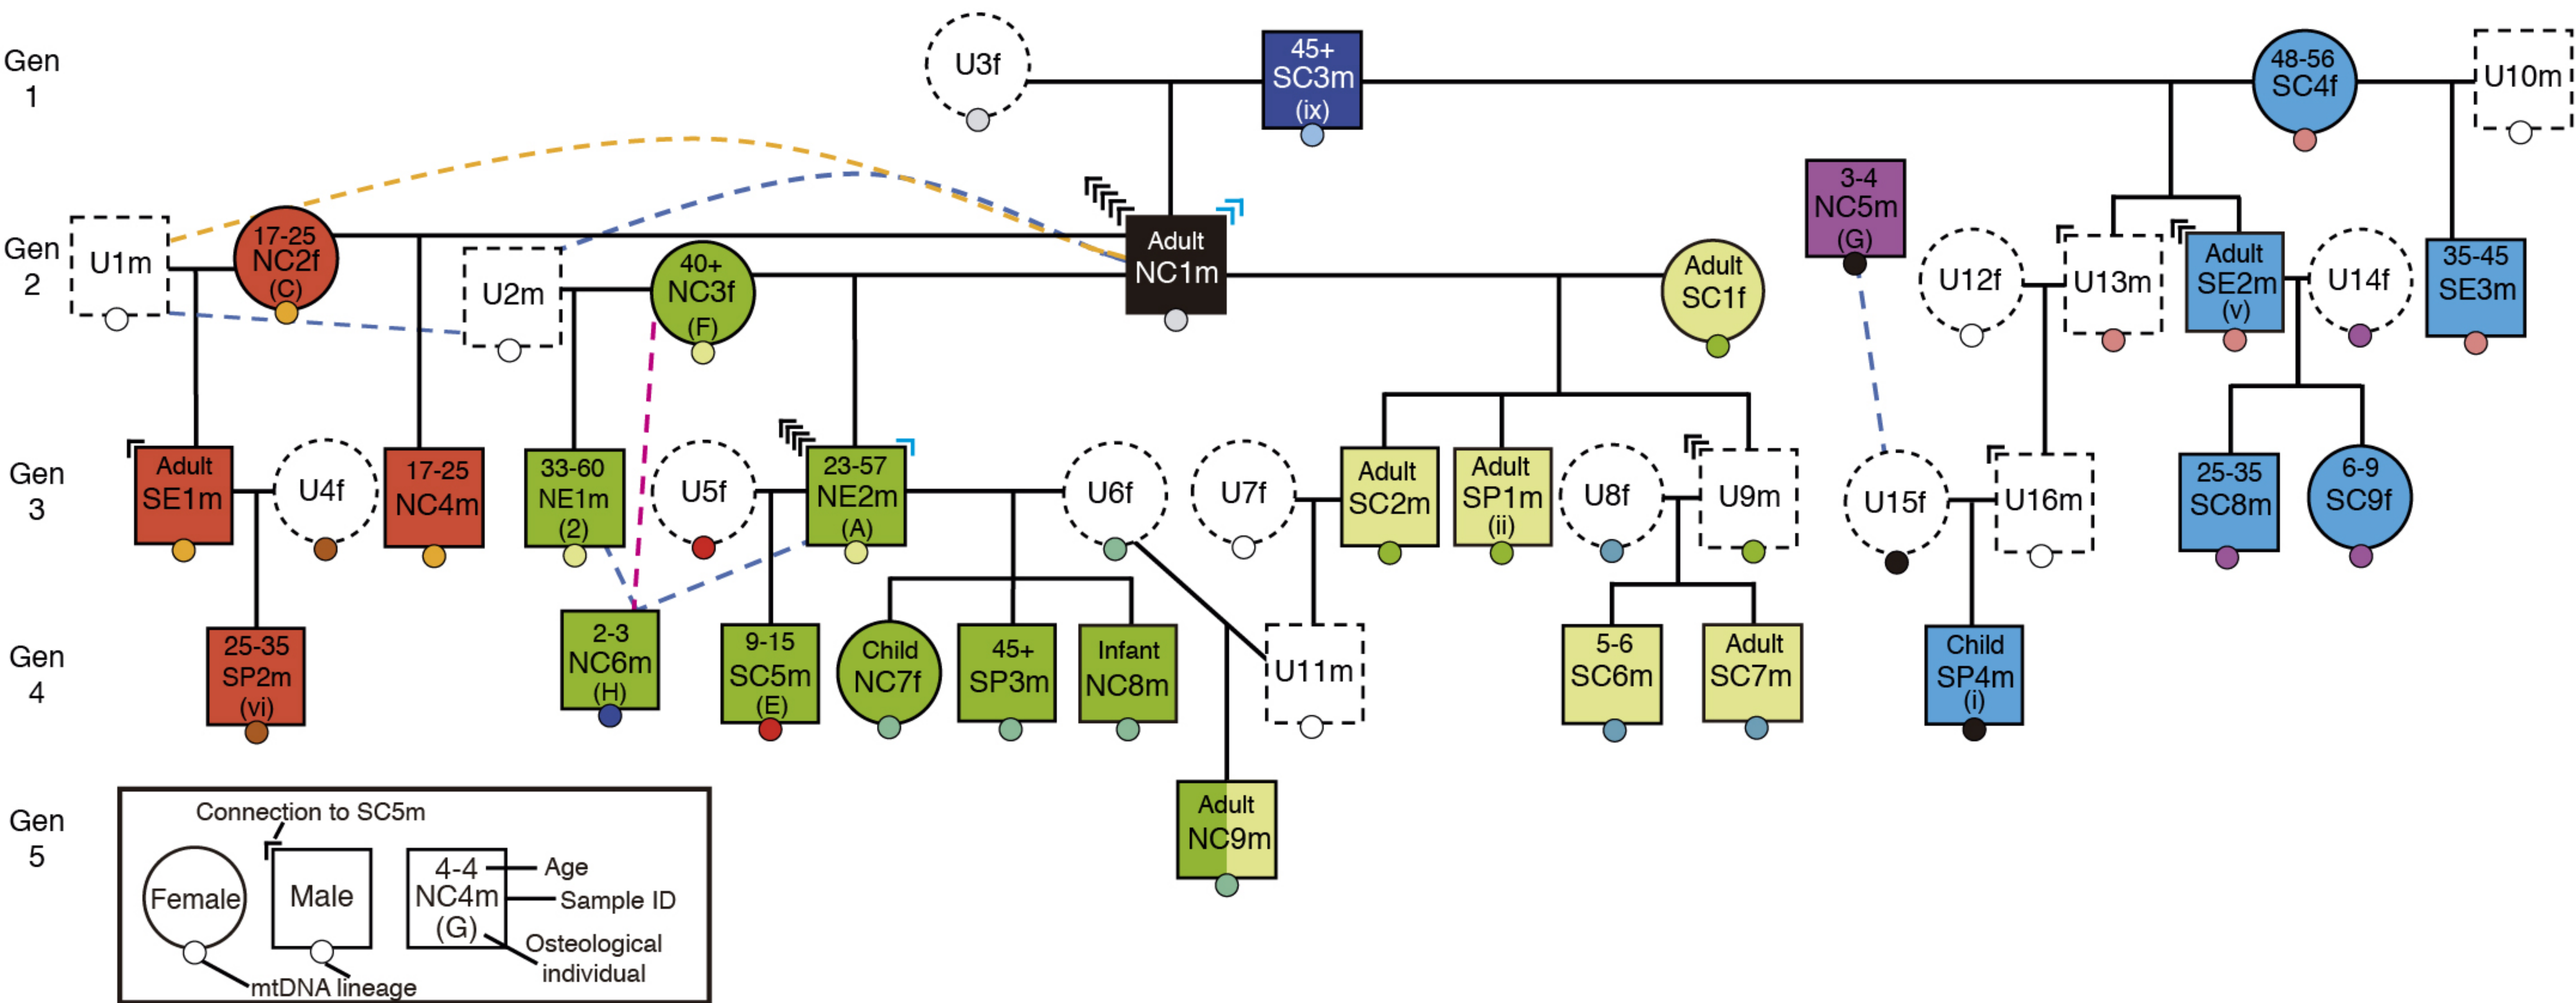 Gen
1
U3f
45+
SC3m
(ix)
48-56
SC4f
U10m
Gen
2
U1m
17-25
NC2f
(C)
U2m
40+
NC3f
(F)
Adult
NC1m
Adult
SC1f
3-4
NC5m
(G)
U12f
U13m
Adult
SE2m
(v)
U14f
35-45
SE3m
Gen
3
Adult
SE1m
U4f
17-25
NC4m
33-60
NE1m
(2)
U5f
23-57
NE2m
(A)
U6f
U7f
Adult
SC2m
Adult
SP1m
(ii)
U8f
U9m
U15f
U16m
25-35
SC8m
6-9
SC9f
Gen
4
25-35
SP2m
(vi)
2-3
NC6m
(H)
9-15
SC5m
(E)
Child
NC7f
45+
SP3m
Infant
NC8m
U11m
5-6
SC6m
Adult
SC7m
Child
SP4m
(i)
Gen
5
Adult
NC9m
Connection to SC5m
Female
Male
4-4
NC4m
(G)
Age
Sample ID
Osteological
individual
mtDNA lineage